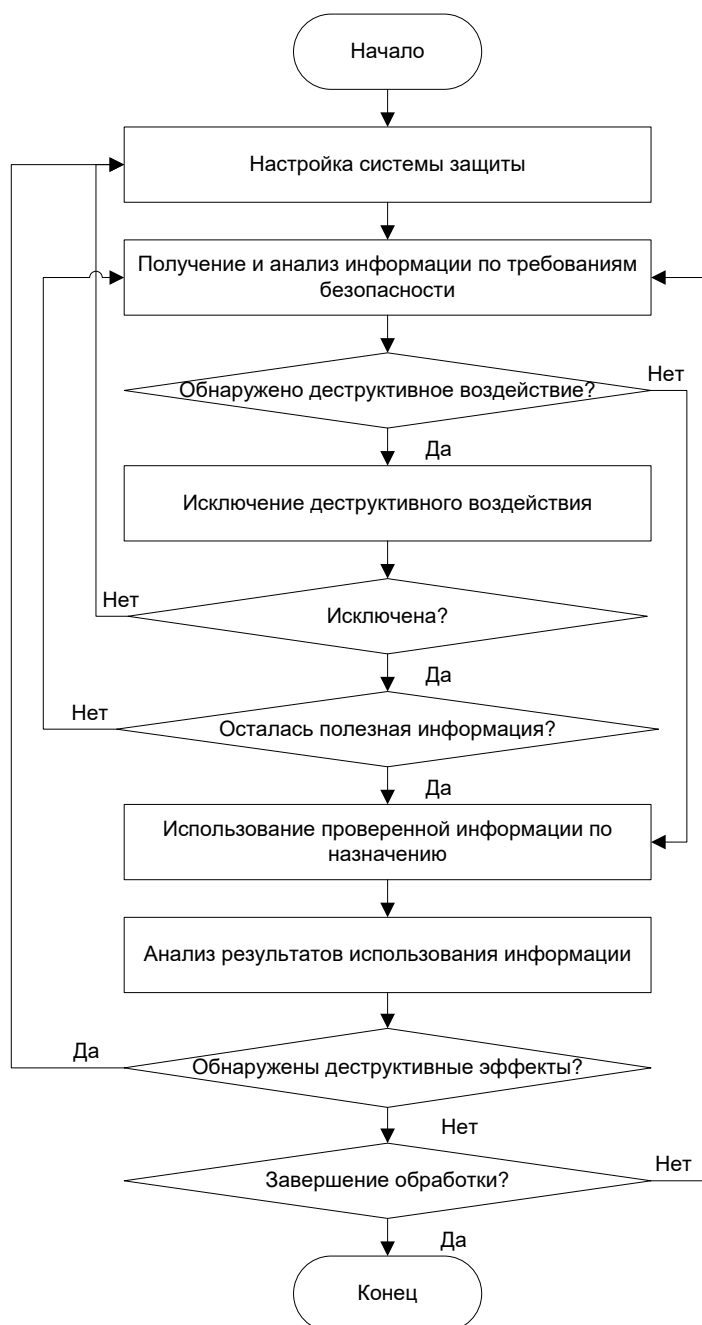 Начало
Настройка системы защиты
Получение и анализ информации по требованиям
безопасности
Обнаружено деструктивное воздействие?
Нет
Да
Исключение деструктивного воздействия
Нет
Исключена?
Да
Нет
Осталась полезная информация?
Да
Использование проверенной информации по
назначению
Анализ результатов использования информации
Да
Обнаружены деструктивные эффекты?
Нет
Завершение обработки?
Нет
Да
Конец